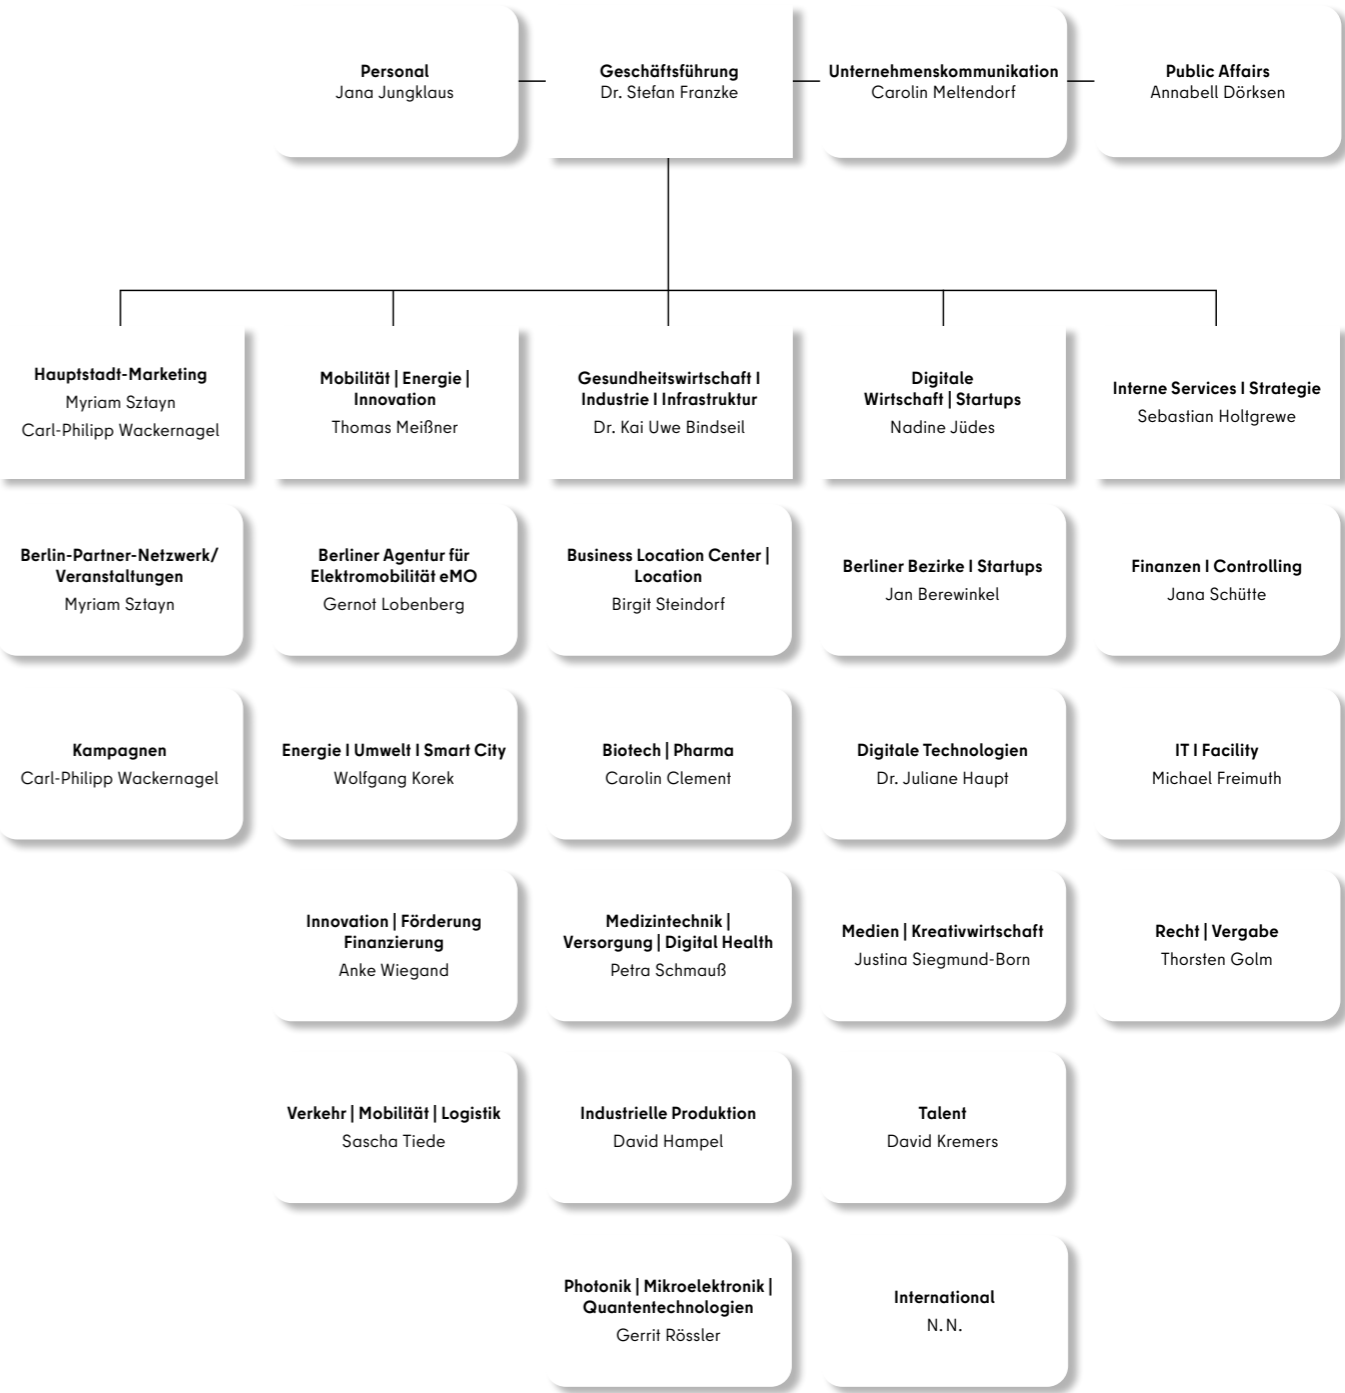 Personal
Jana Jungklaus
Geschäftsführung
Dr. Stefan Franzke
Unternehmenskommunikation
Carolin Meltendorf
Public Affairs
Annabell Dörksen
Hauptstadt-Marketing
Myriam Sztayn
Carl-Philipp Wackernagel
Mobilität | Energie |
Innovation
Thomas Meißner
Gesundheitswirtschaft I
Industrie I Infrastruktur
Dr. Kai Uwe Bindseil
Digitale
Wirtschaft | Startups
Nadine Jüdes
Interne Services I Strategie
Sebastian Holtgrewe
Berlin-Partner-Netzwerk/
Veranstaltungen
Myriam Sztayn
Berliner Agentur für
Elektromobilität eMO
Gernot Lobenberg
Business Location Center |
Location
Birgit Steindorf
Berliner Bezirke I Startups
Jan Berewinkel
Finanzen I Controlling
Jana Schütte
Kampagnen
Carl-Philipp Wackernagel
Energie I Umwelt I Smart City
Wolfgang Korek
Biotech | Pharma
Carolin Clement
Digitale Technologien
Dr. Juliane Haupt
IT I Facility
Michael Freimuth
Innovation | Förderung
Finanzierung
Anke Wiegand
Medizintechnik |
Versorgung | Digital Health
Petra Schmauß
Medien | Kreativwirtschaft
Justina Siegmund-Born
Recht | Vergabe
Thorsten Golm
Verkehr | Mobilität | Logistik
Sascha Tiede
Industrielle Produktion
David Hampel
Talent
David Kremers
Photonik | Mikroelektronik |
Quantentechnologien
Gerrit Rössler
International
N. N.